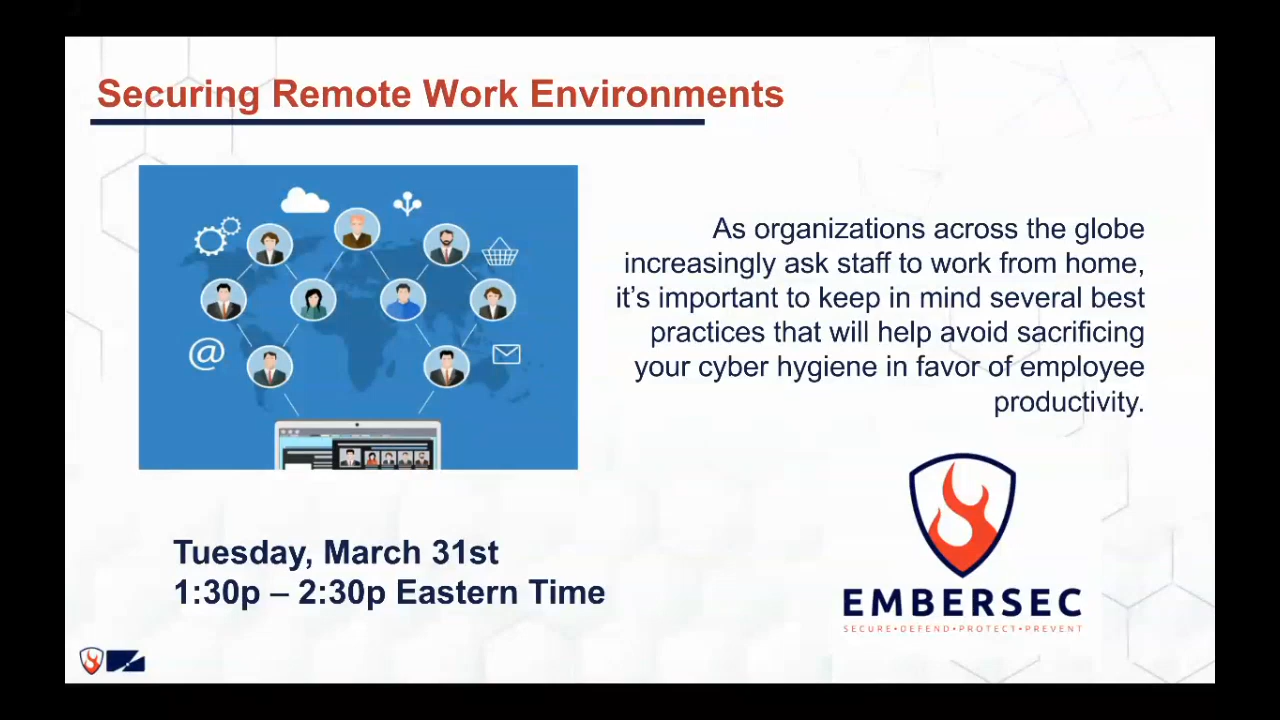 Securing Remote Work Environments
As organizations across the globe
increasingly ask staff to work from home,
it's important to keep in mind several best
practices that will help avoid sacrificing
your cyber hygiene in favor of employee
productivity.
@
Tuesday, March 31st
1:30p – 2:30p Eastern Time
EMBERSEC
SECURE•DEFEND•PROTECT•PREVENT